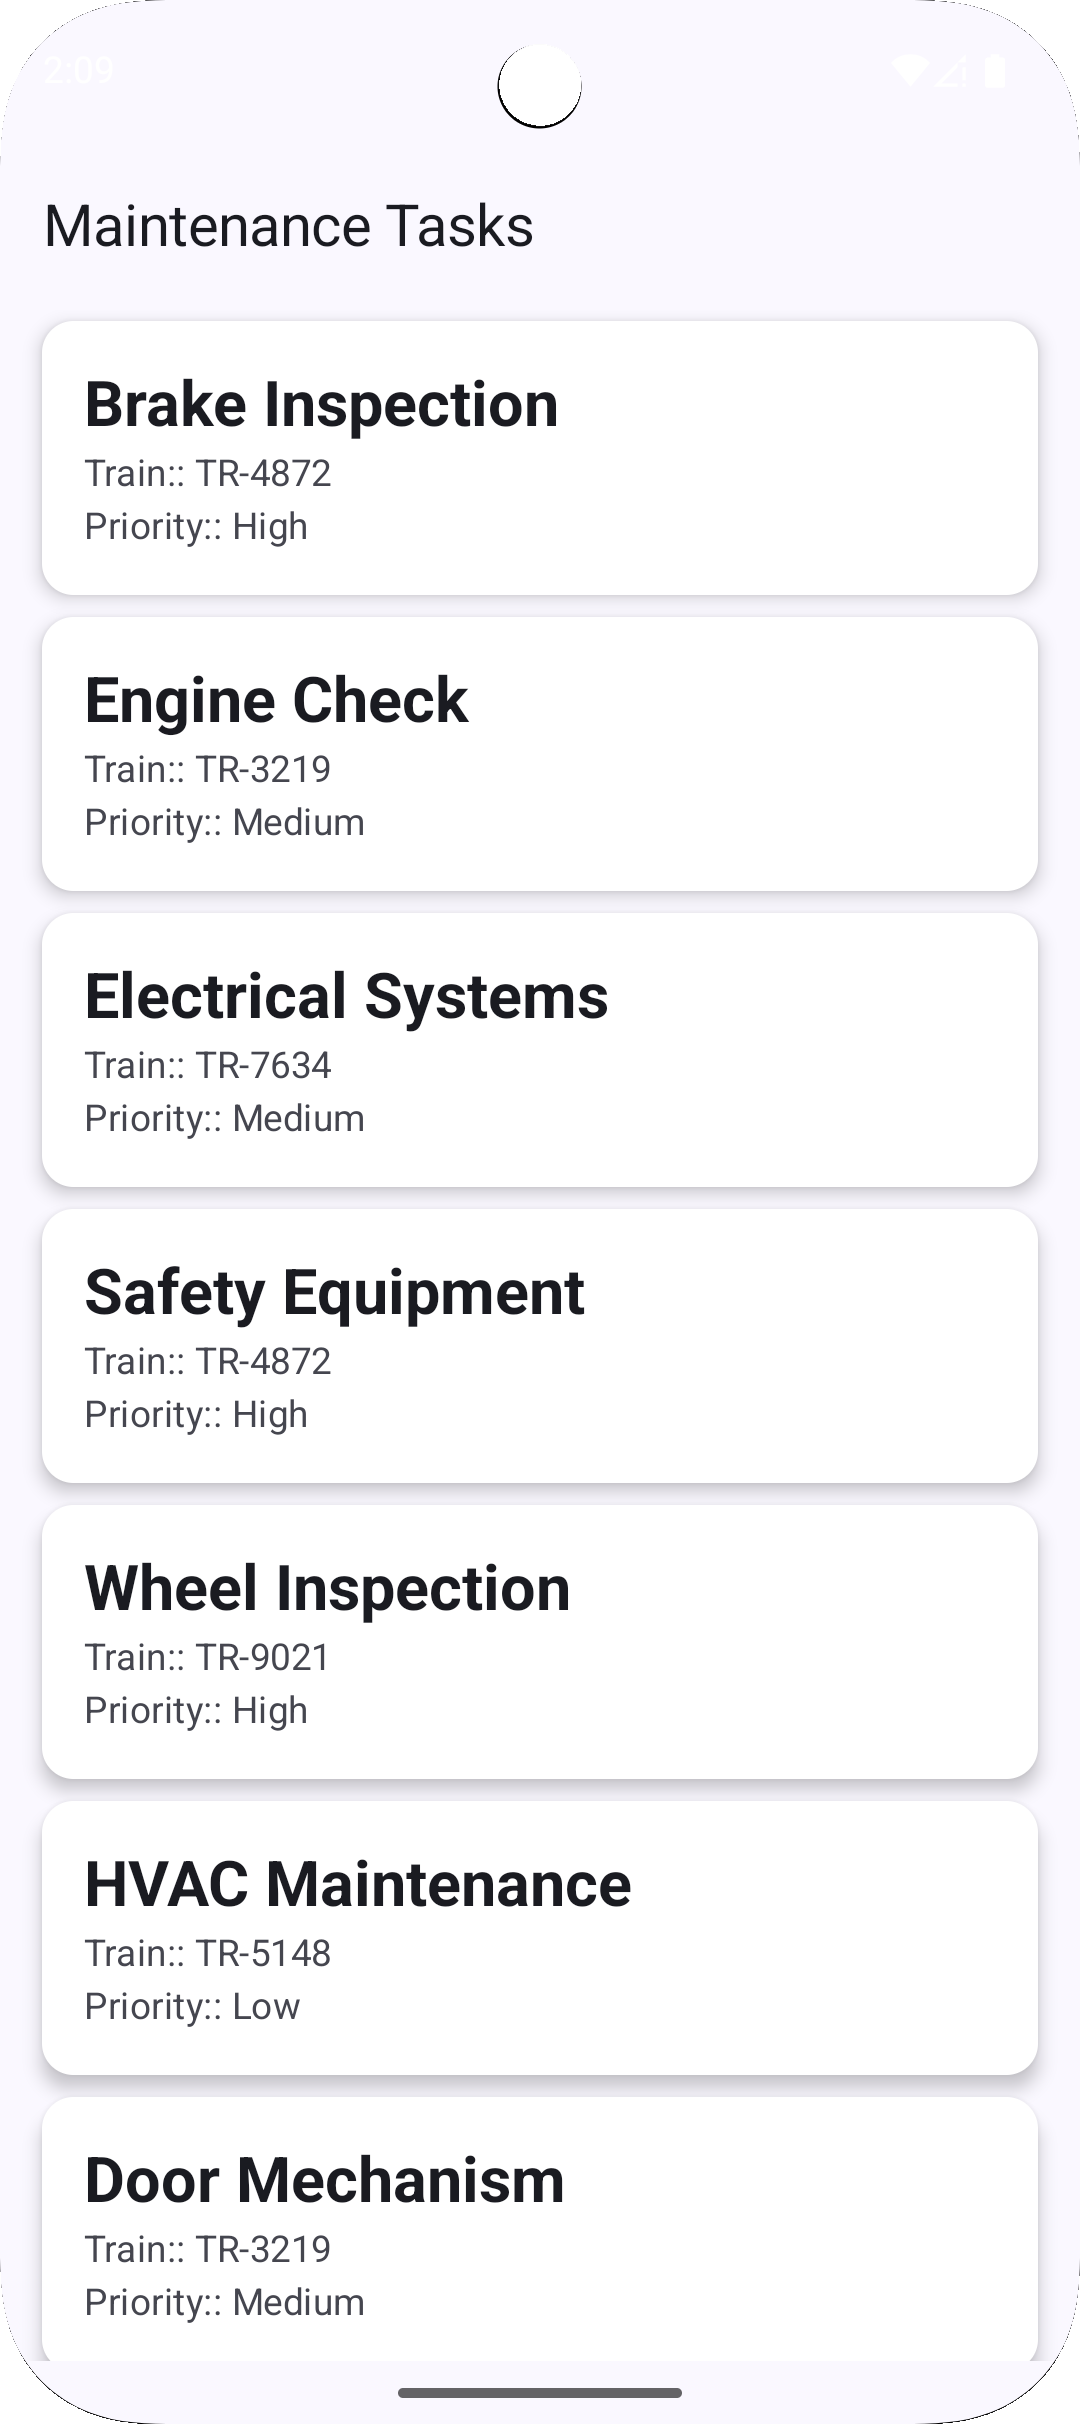 2:09
Maintenance Tasks
Brake Inspection
Train:: TR-4872
Priority:: High
Engine Check
Train:: TR-3219
Priority:: Medium
Electrical Systems
Train:: TR-7634
Priority:: Medium
Safety Equipment
Train:: TR-4872
Priority:: High
Wheel Inspection
Train:: TR-9021
Priority:: High
HVAC Maintenance
Train:: TR-5148
Priority:: Low
Door Mechanism
Train:: TR-3219
Priority:: Medium